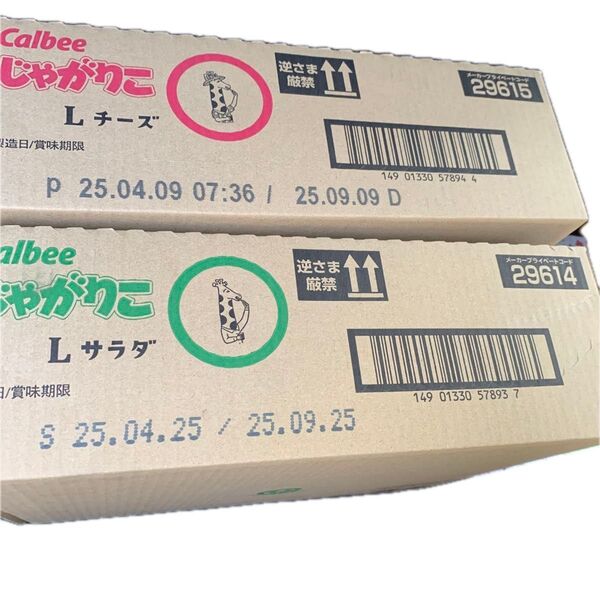 Calbee
じゃがりこ
Lチーズ
製造日/賞味期限
逆さま
厳禁
メーカープライベートコード
29615
149 01330 57894 4
P 25.04.09 07:36 / 25.09.09 D
Calbee
じゃがりこ
Lサラダ
日/賞味期限
逆さま
厳禁
メーカープライベートコード
29614
149 01330 57893 7
S 25.04.25 / 25.09.25